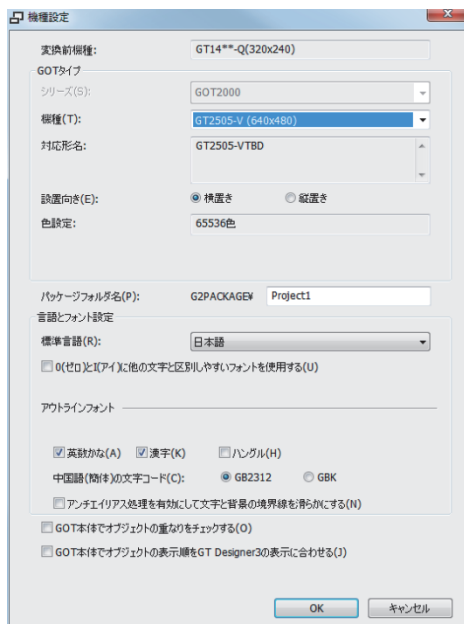 機種設定
変換前機種: GT14**-Q(320x240)
GOTタイプ
シリーズ(S): GOT2000
機種(T): GT2505-V (640x480)
対応形名: GT2505-VTBD
設置向き(E): 横置き 縦置き
色設定: 65536色
パッケージフォルダ名(P): G2PACKAGE¥ Project1
言語とフォント設定
標準言語(R): 日本語
0(ゼロ)とI(アイ)に他の文字と区別しやすいフォントを使用する(U)
アウトラインフォント
英数かな(A) 漢字(K) ハングル(H)
中国語(簡体)の文字コード(C): GB2312 GBK
アンチエイリアス処理を有効にして文字と背景の境界線を滑らかにする(N)
GOT本体でオブジェクトの重なりをチェックする(O)
GOT本体でオブジェクトの表示順をGT Designer3の表示に合わせる(J)
OK キャンセル